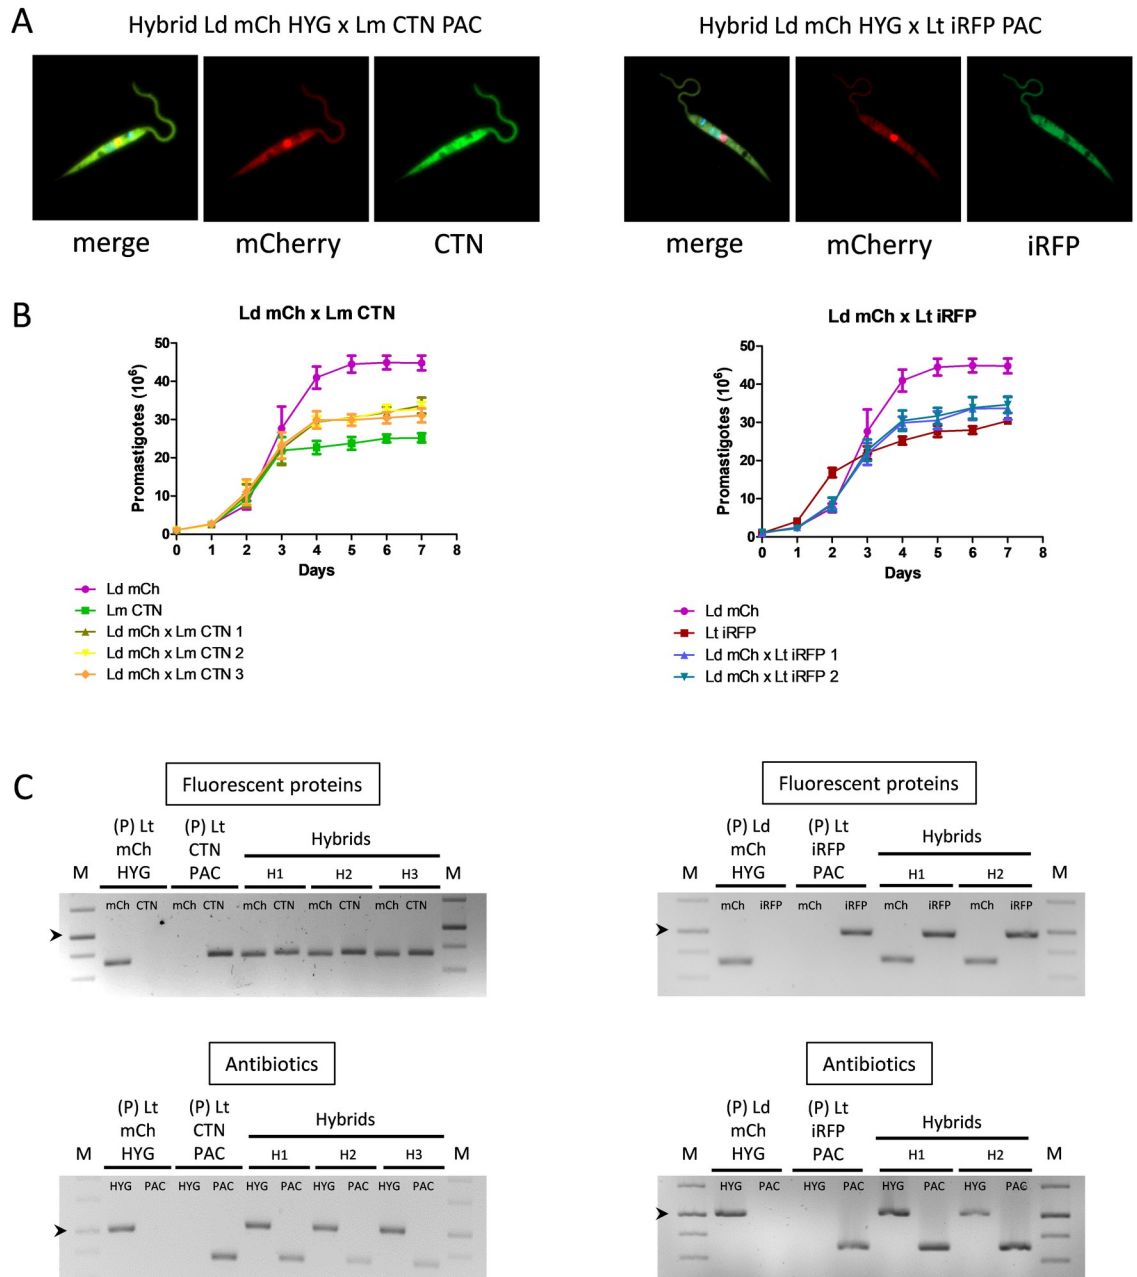 A
Hybrid Ld mCh HYG x Lm CTN PAC
Hybrid Ld mCh HYG x Lt iRFP PAC
merge
mCherry
CTN
merge
mCherry
iRFP
B
Ld mCh x Lm CTN
50
40
30
20
10
0
Promastigotes (10⁶)
0 1 2 3 4 5 6 7 8
Days
Ld mCh
Lm CTN
Ld mCh x Lm CTN 1
Ld mCh x Lm CTN 2
Ld mCh x Lm CTN 3
Ld mCh x Lt iRFP
50
40
30
20
10
0
Promastigotes (10⁶)
0 1 2 3 4 5 6 7 8
Days
Ld mCh
Lt iRFP
Ld mCh x Lt iRFP 1
Ld mCh x Lt iRFP 2
C
Fluorescent proteins
M
(P) Lt
mCh
HYG
(P) Lt
CTN
PAC
Hybrids
H1 H2 H3
M
mCh CTN mCh CTN mCh CTN mCh CTN mCh CTN
Fluorescent proteins
M
(P) Ld
mCh
HYG
(P) Lt
iRFP
PAC
Hybrids
H1 H2
M
mCh iRFP mCh iRFP mCh iRFP mCh iRFP
Antibiotics
M
(P) Lt
mCh
HYG
(P) Lt
CTN
PAC
Hybrids
H1 H2 H3
M
HYG PAC HYG PAC HYG PAC HYG PAC HYG PAC
Antibiotics
M
(P) Ld
mCh
HYG
(P) Lt
iRFP
PAC
Hybrids
H1 H2
M
HYG PAC HYG PAC HYG PAC HYG PAC